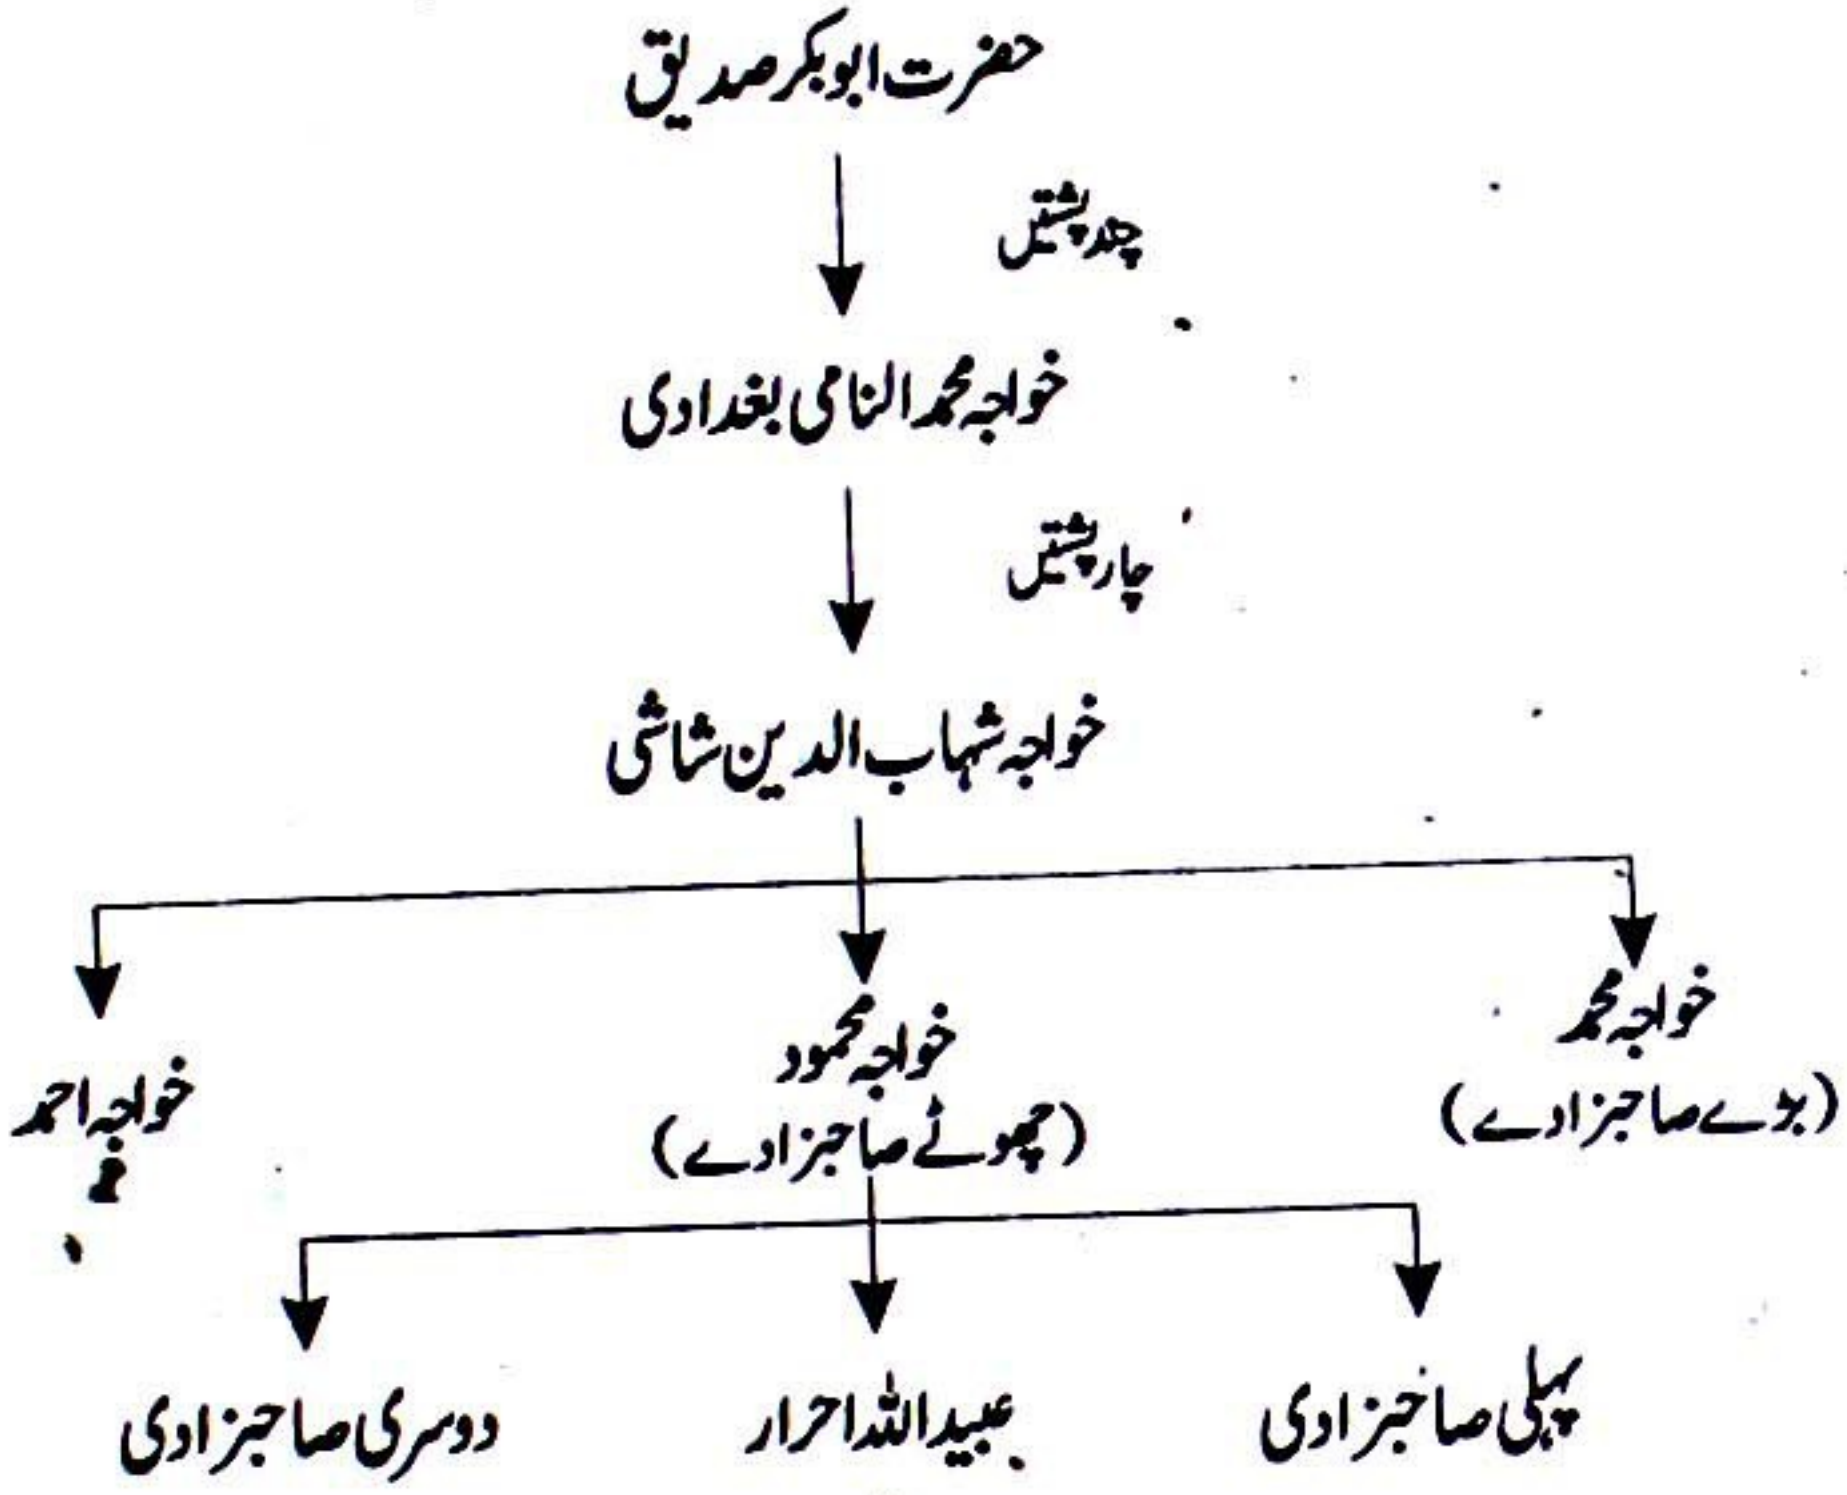 حضرت ابوبکر صدیق
چند پشتیں
خواجہ محمد النامی بغدادی
چار پشتیں
خواجہ شہاب الدین شاشی
خواجہ محمد
(بڑے صاحبزادے)
خواجہ محمود
(چھوٹے صاحبزادے)
خواجہ احمد
پہلی صاحبزادی
عبید اللہ احرار
دوسری صاحبزادی